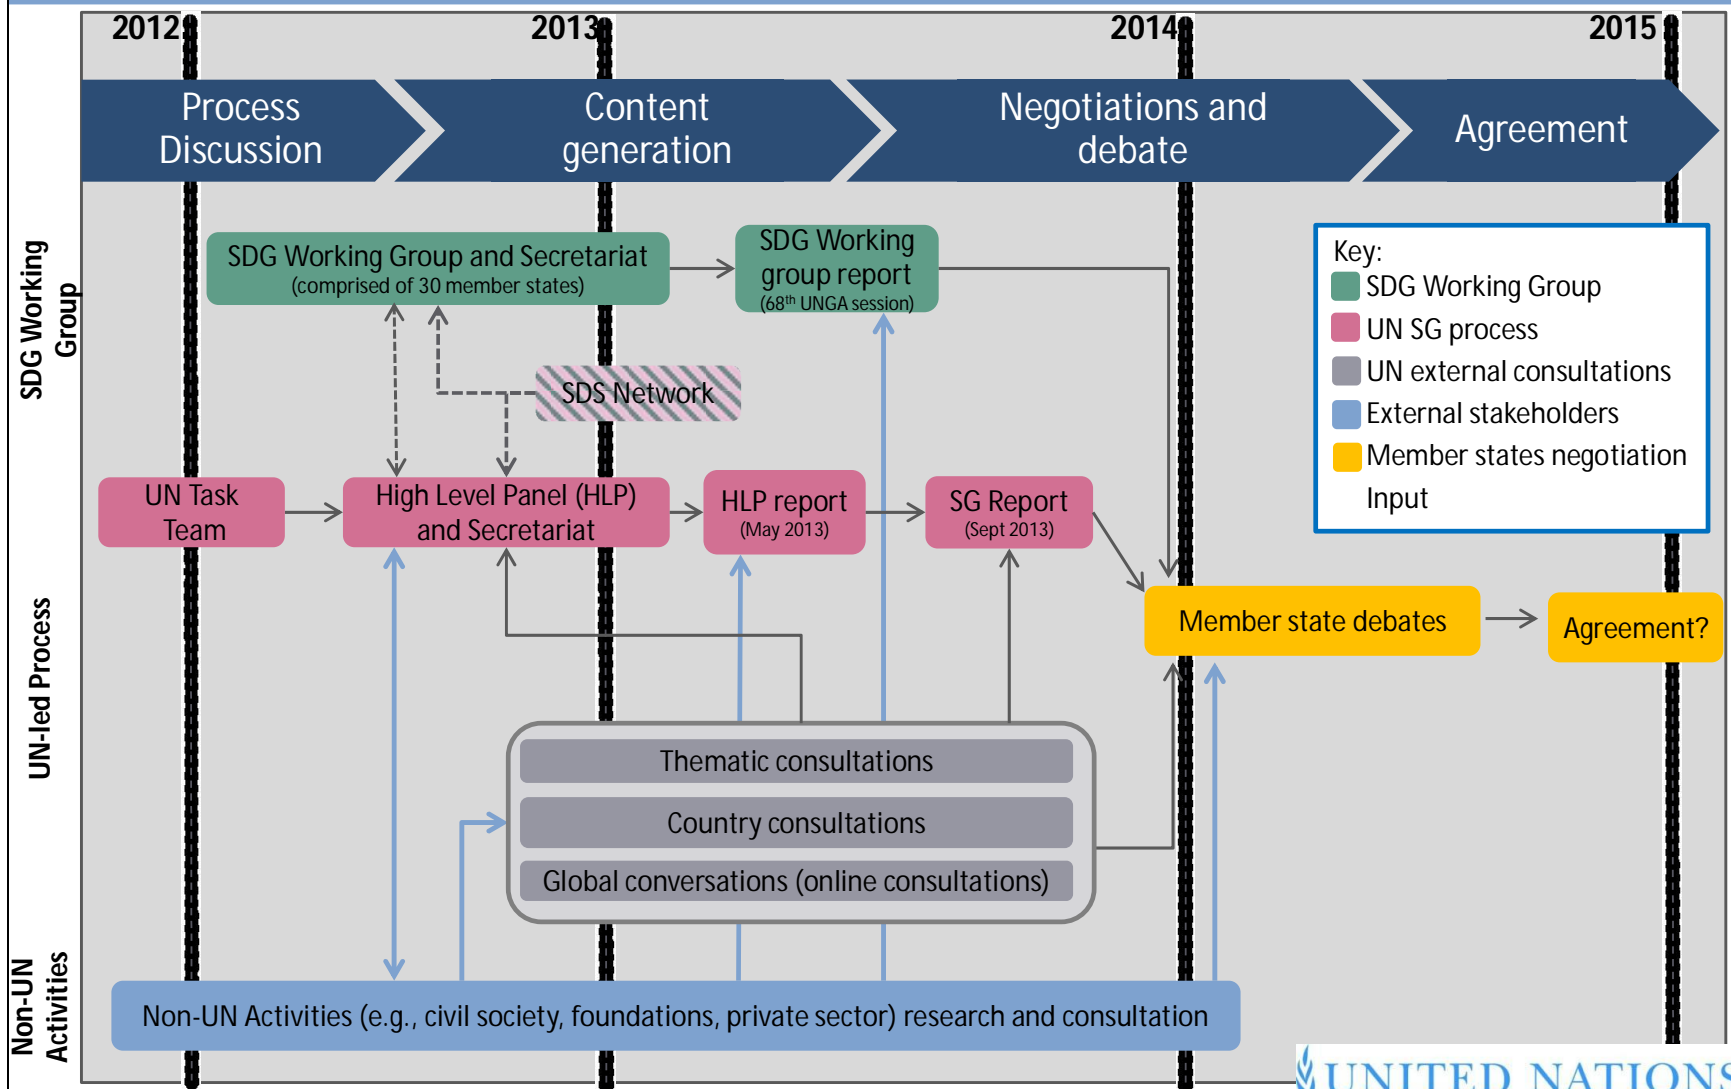 2012
2013
2014
2015
Process
Discussion
Content
generation
Negotiations and
debate
Agreement
SDG Working
Group
SDG Working Group and Secretariat
(comprised of 30 member states)
SDG Working
group report
(68th UNGA session)
Key:
SDG Working Group
UN SG process
UN external consultations
External stakeholders
Member states negotiation
Input
SDS Network
UN-led Process
UN Task
Team
High Level Panel (HLP)
and Secretariat
HLP report
(May 2013)
SG Report
(Sept 2013)
Member state debates
Agreement?
Thematic consultations
Country consultations
Global conversations (online consultations)
Non-UN
Activities
Non-UN Activities (e.g., civil society, foundations, private sector) research and consultation
UNITED NATIONS